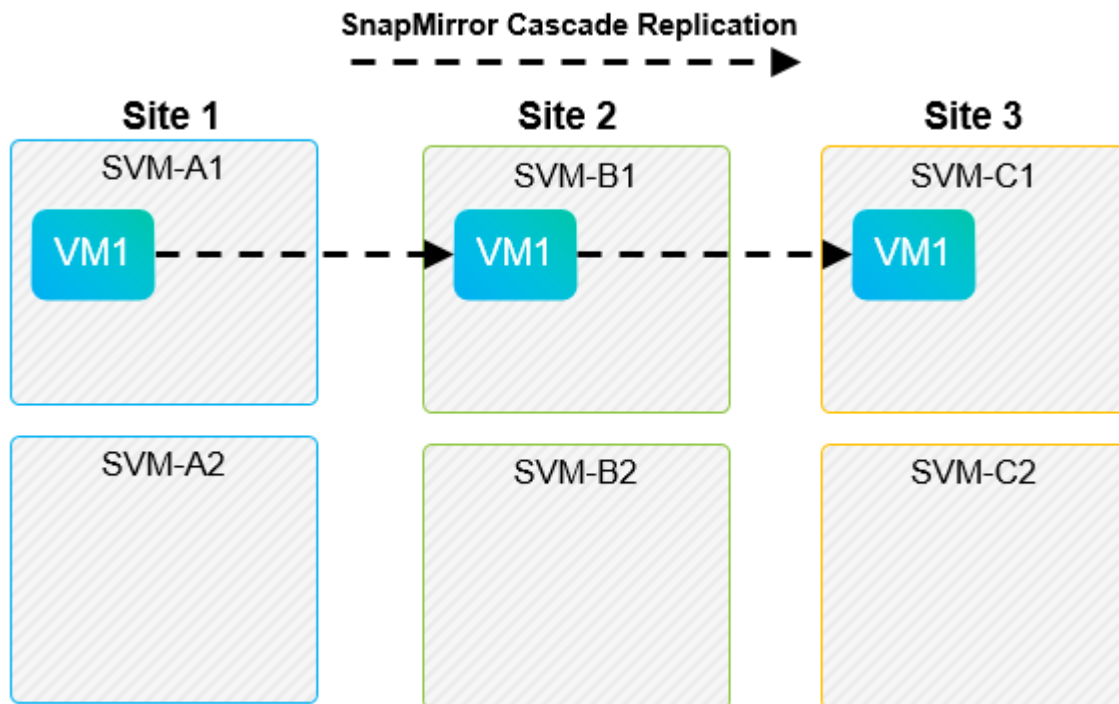 SnapMirror Cascade Replication
Site 1
Site 2
Site 3
SVM-A1
SVM-B1
SVM-C1
VM1
VM1
VM1
SVM-A2
SVM-B2
SVM-C2